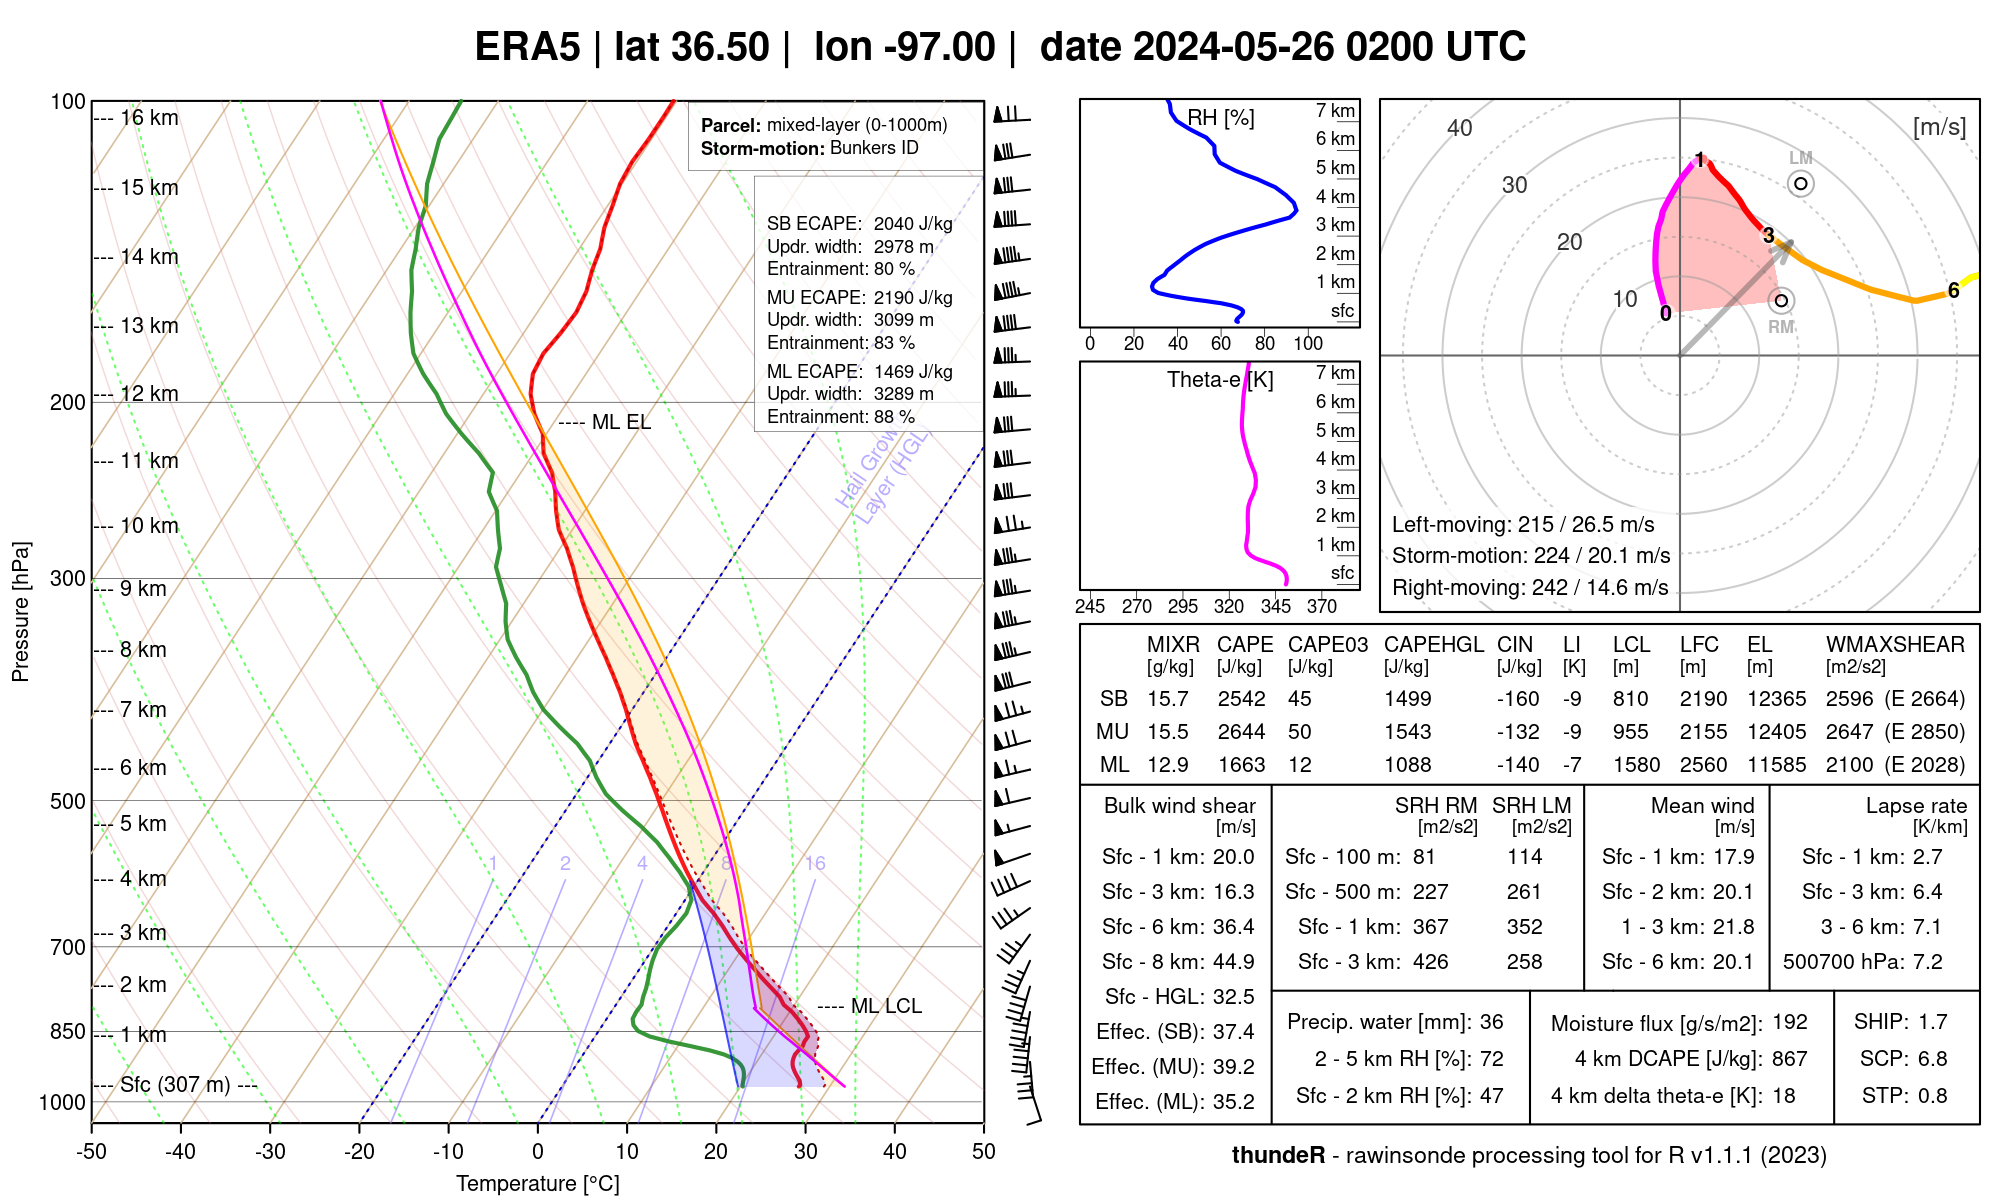 ERA5 | lat 36.50 | lon -97.00 | date 2024-05-26 0200 UTC
Pressure [hPa]
100
200
300
500
700
850
1000
--- 16 km
--- 15 km
--- 14 km
--- 13 km
--- 12 km
--- 11 km
--- 10 km
--- 9 km
--- 8 km
--- 7 km
--- 6 km
--- 5 km
--- 4 km
--- 3 km
--- 2 km
--- 1 km
--- Sfc (307 m) ---
Parcel: mixed-layer (0-1000m)
Storm-motion: Bunkers ID
SB ECAPE: 2040 J/kg
Updr. width: 2978 m
Entrainment: 80 %
MU ECAPE: 2190 J/kg
Updr. width: 3099 m
Entrainment: 83 %
ML ECAPE: 1469 J/kg
Updr. width: 3289 m
Entrainment: 88 %
---- ML EL
Hail Grow
Layer (HGL
1 2 4 8 16
---- ML LCL
-50 -40 -30 -20 -10 0 10 20 30 40 50
Temperature [°C]
RH [%]
7 km
6 km
5 km
4 km
3 km
2 km
1 km
sfc
0 20 40 60 80 100
Theta-e [K]
7 km
6 km
5 km
4 km
3 km
2 km
1 km
sfc
245 270 295 320 345 370
[m/s]
40
30
20
10
LM
RM
0
1
3
6
Left-moving: 215 / 26.5 m/s
Storm-motion: 224 / 20.1 m/s
Right-moving: 242 / 14.6 m/s
MIXR CAPE CAPE03 CAPEHGL CIN LI LCL LFC EL WMAXSHEAR
[g/kg] [J/kg] [J/kg] [J/kg] [J/kg] [K] [m] [m] [m] [m2/s2]
SB 15.7 2542 45 1499 -160 -9 810 2190 12365 2596 (E 2664)
MU 15.5 2644 50 1543 -132 -9 955 2155 12405 2647 (E 2850)
ML 12.9 1663 12 1088 -140 -7 1580 2560 11585 2100 (E 2028)
Bulk wind shear
[m/s]
Sfc - 1 km: 20.0
Sfc - 3 km: 16.3
Sfc - 6 km: 36.4
Sfc - 8 km: 44.9
Sfc - HGL: 32.5
Effec. (SB): 37.4
Effec. (MU): 39.2
Effec. (ML): 35.2
SRH RM SRH LM
[m2/s2] [m2/s2]
Sfc - 100 m: 81 114
Sfc - 500 m: 227 261
Sfc - 1 km: 367 352
Sfc - 3 km: 426 258
Mean wind
[m/s]
Sfc - 1 km: 17.9
Sfc - 2 km: 20.1
1 - 3 km: 21.8
Sfc - 6 km: 20.1
Lapse rate
[K/km]
Sfc - 1 km: 2.7
Sfc - 3 km: 6.4
3 - 6 km: 7.1
500700 hPa: 7.2
Precip. water [mm]: 36
2 - 5 km RH [%]: 72
Sfc - 2 km RH [%]: 47
Moisture flux [g/s/m2]: 192
4 km DCAPE [J/kg]: 867
4 km delta theta-e [K]: 18
SHIP: 1.7
SCP: 6.8
STP: 0.8
thundeR - rawinsonde processing tool for R v1.1.1 (2023)